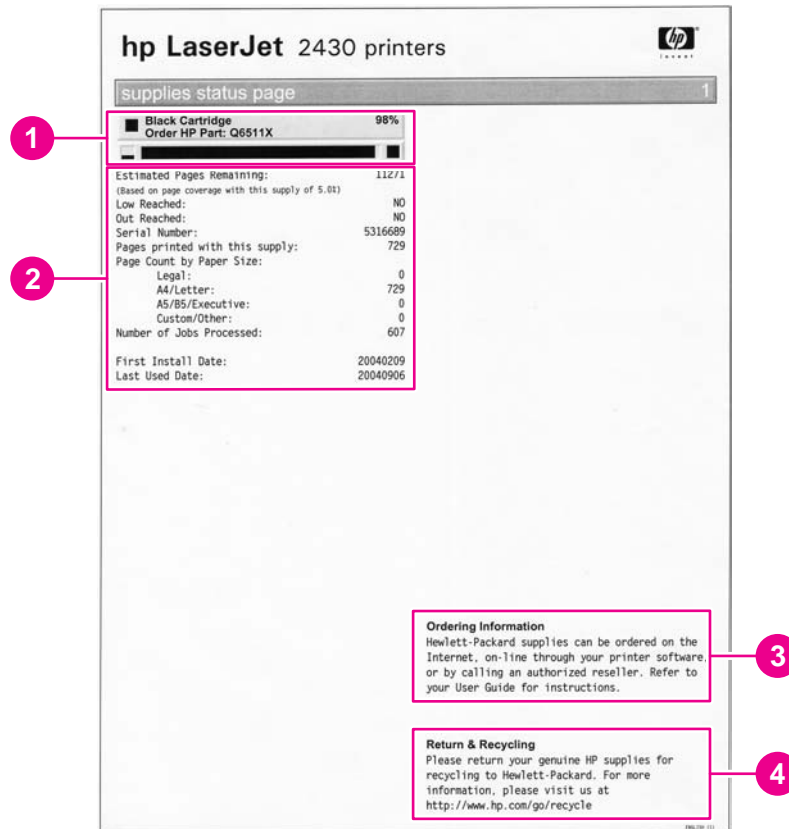 hp LaserJet 2430 printers
hp
invent
supplies status page 1
1
Black Cartridge 98%
Order HP Part: Q6511X
2
Estimated Pages Remaining: 11271
(Based on page coverage with this supply of 5.0%)
Low Reached: NO
Out Reached: NO
Serial Number: 5316689
Pages printed with this supply: 729
Page Count by Paper Size:
Legal: 0
A4/Letter: 729
A5/B5/Executive: 0
Custom/Other: 0
Number of Jobs Processed: 607
First Install Date: 20040209
Last Used Date: 20040906
Ordering Information
Hewlett-Packard supplies can be ordered on the
Internet, on-line through your printer software,
or by calling an authorized reseller. Refer to
your User Guide for instructions.
3
Return & Recycling
Please return your genuine HP supplies for
recycling to Hewlett-Packard. For more
information, please visit us at
http://www.hp.com/go/recycle
4